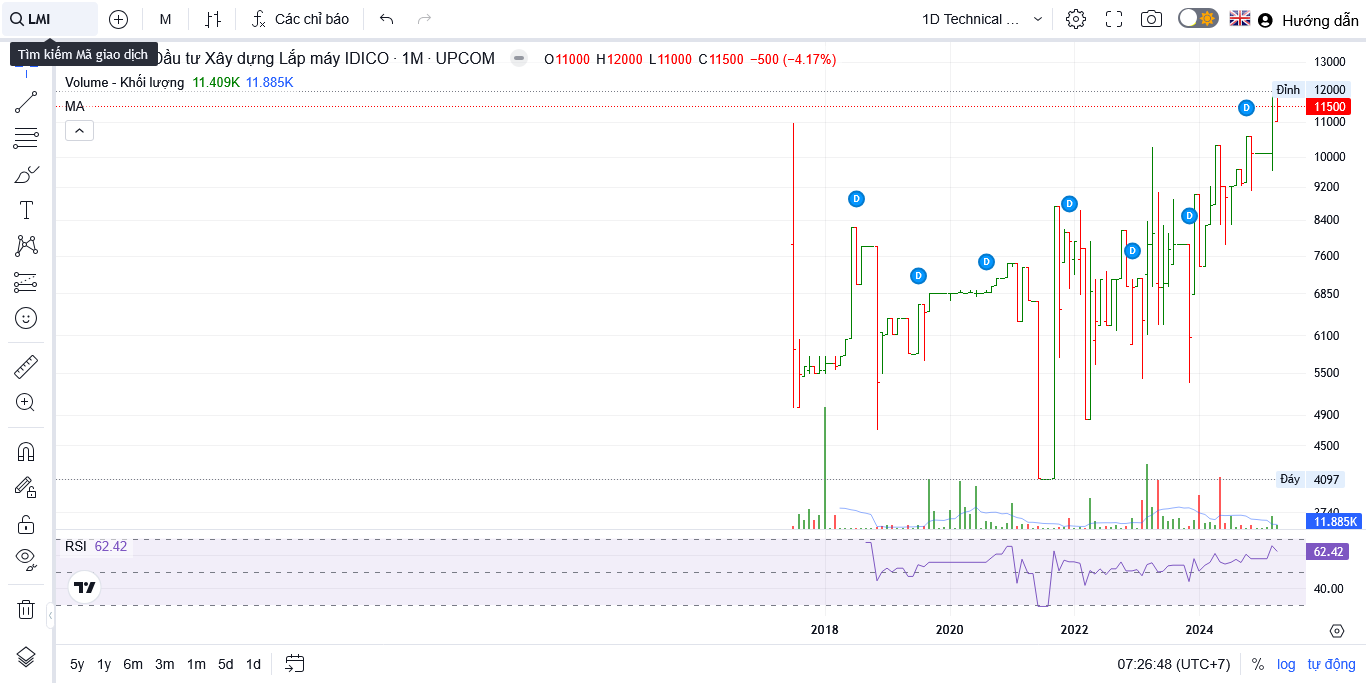 LMI
M
Các chỉ báo
1D Technical ...
Hướng dẫn
Tìm kiếm Mã giao dịch
Đầu tư Xây dựng Lắp máy IDICO · 1M · UPCOM
O11000 H12000 L11000 C11500 −500 (−4.17%)
Volume - Khối lượng 11.409K 11.885K
MA
13000
Đỉnh 12000
11500
11000
10000
9200
8400
7600
6850
6100
5500
4900
4500
Đáy 4097
3740
11.885K
RSI 62.42
62.42
40.00
D
D
D
D
D
D
D
2018 2020 2022 2024
5y 1y 6m 3m 1m 5d 1d
07:26:48 (UTC+7) % log tự động